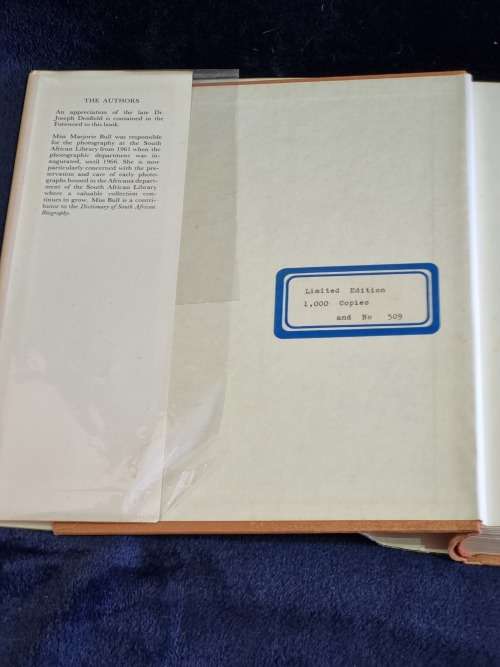 THE AUTHORS
An appreciation of the late Dr
Joseph Denfield is contained in the
Foreword to this book.
Miss Marjorie Bull was responsible
for the photography at the South
African Library from 1961 when the
photographic department was in-
augurated, until 1966. She is now
particularly concerned with the pre-
servation and care of early photo-
graphs housed in the Africana depart-
ment of the South African Library
where a valuable collection con-
tinues to grow. Miss Bull is a contri-
butor to the Dictionary of South African
Biography.
Limited Edition
1,000 Copies
and No 509